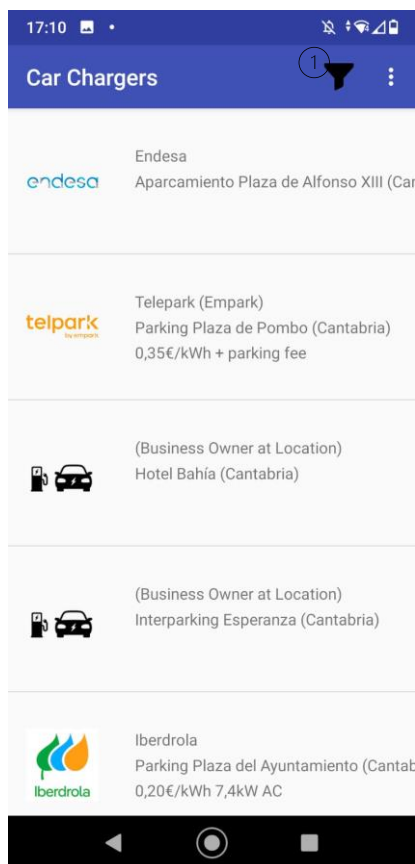 17:10
Car Chargers
1
endesa
Endesa
Aparcamiento Plaza de Alfonso XIII (Car
telpark
by empark
Telepark (Empark)
Parking Plaza de Pombo (Cantabria)
0,35€/kWh + parking fee
(Business Owner at Location)
Hotel Bahía (Cantabria)
(Business Owner at Location)
Interparking Esperanza (Cantabria)
Iberdrola
Iberdrola
Parking Plaza del Ayuntamiento (Cantab
0,20€/kWh 7,4kW AC